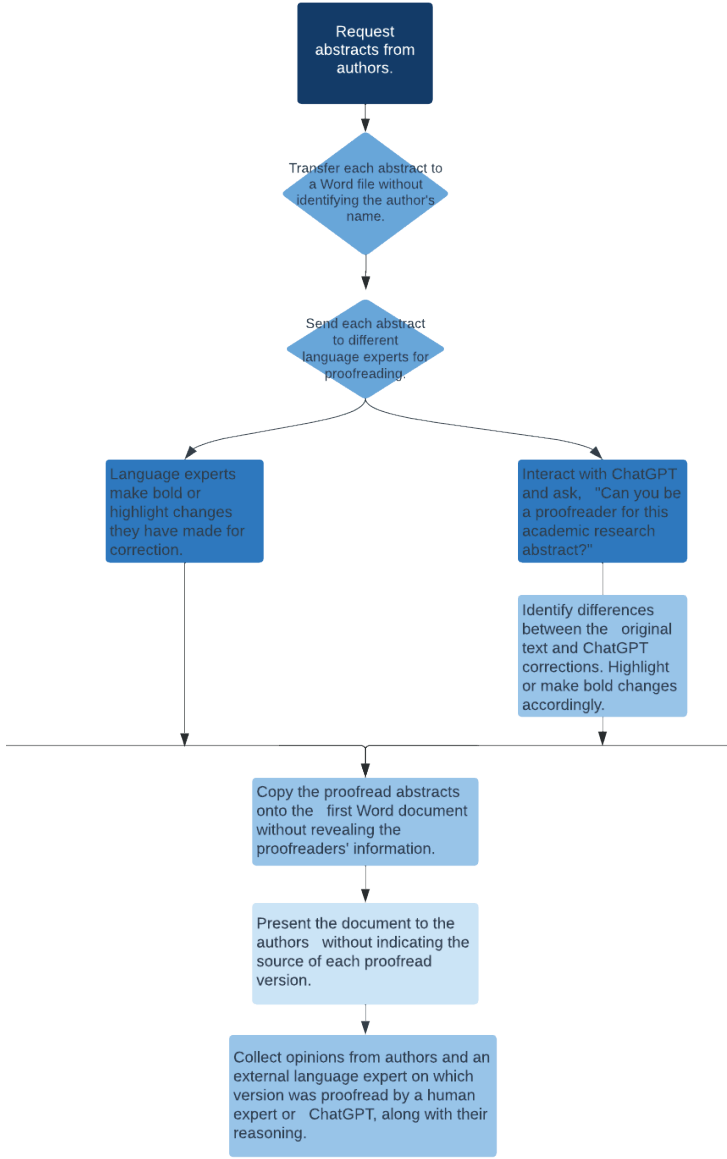 Request
abstracts from
authors.
Transfer each abstract to
a Word file without
identifying the author's
name.
Send each abstract
to different
language experts for
proofreading.
Language experts
make bold or
highlight changes
they have made for
correction.
Interact with ChatGPT
and ask, "Can you be
a proofreader for this
academic research
abstract?"
Identify differences
between the original
text and ChatGPT
corrections. Highlight
or make bold changes
accordingly.
Copy the proofread abstracts
onto the first Word document
without revealing the
proofreaders' information.
Present the document to the
authors without indicating the
source of each proofread
version.
Collect opinions from authors and an
external language expert on which
version was proofread by a human
expert or ChatGPT, along with their
reasoning.